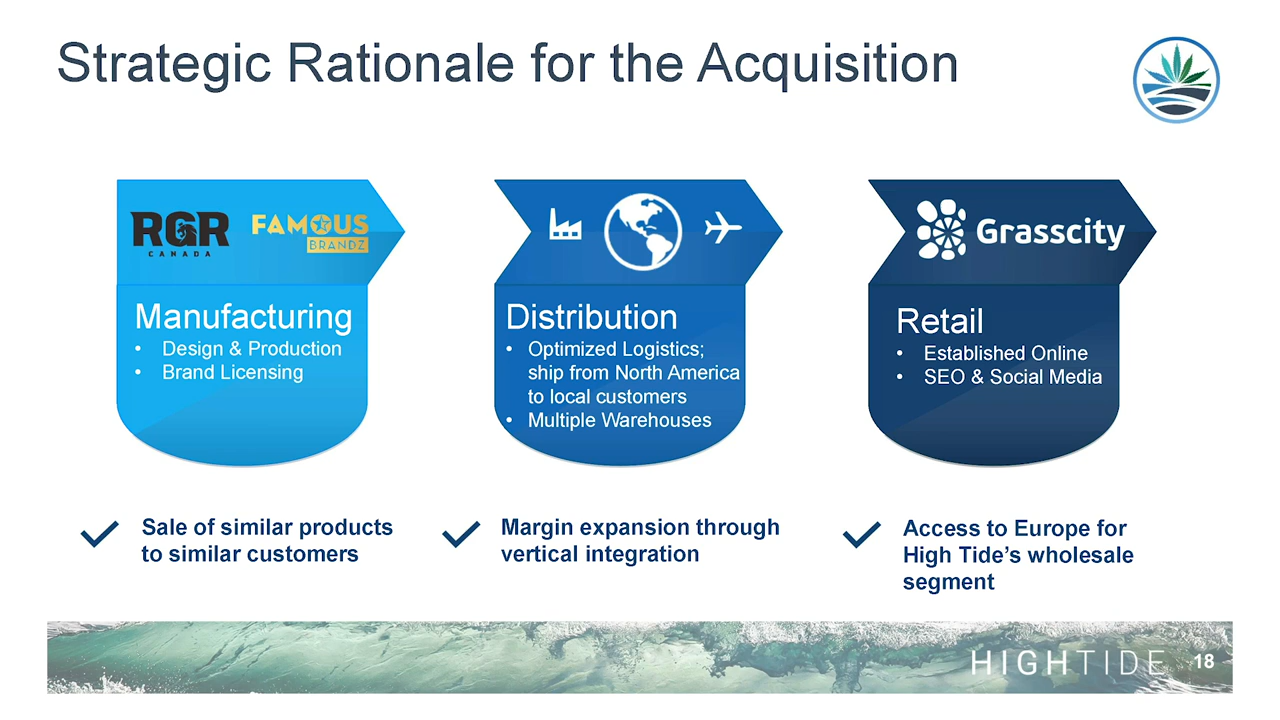 Strategic Rationale for the Acquisition
RGR
CANADA
FAMOUS
BRANDZ
Grasscity
Manufacturing
• Design & Production
• Brand Licensing
Distribution
• Optimized Logistics;
ship from North America
to local customers
• Multiple Warehouses
Retail
• Established Online
• SEO & Social Media
Sale of similar products
to similar customers
Margin expansion through
vertical integration
Access to Europe for
High Tide’s wholesale
segment
HIGHTIDE
18